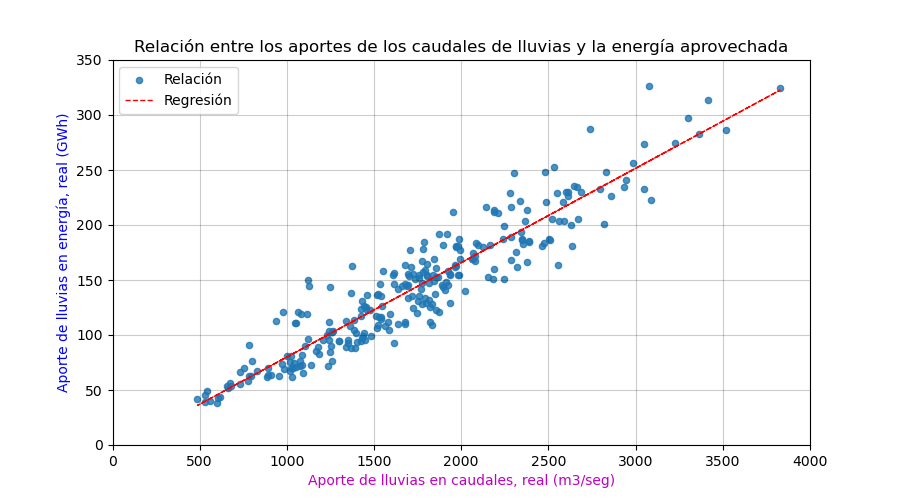 Relación entre los aportes de los caudales de lluvias y la energía aprovechada
Relación
Regresión
Aporte de lluvias en energía, real (GWh)
350
300
250
200
150
100
50
0
0 500 1000 1500 2000 2500 3000 3500 4000
Aporte de lluvias en caudales, real (m3/seg)